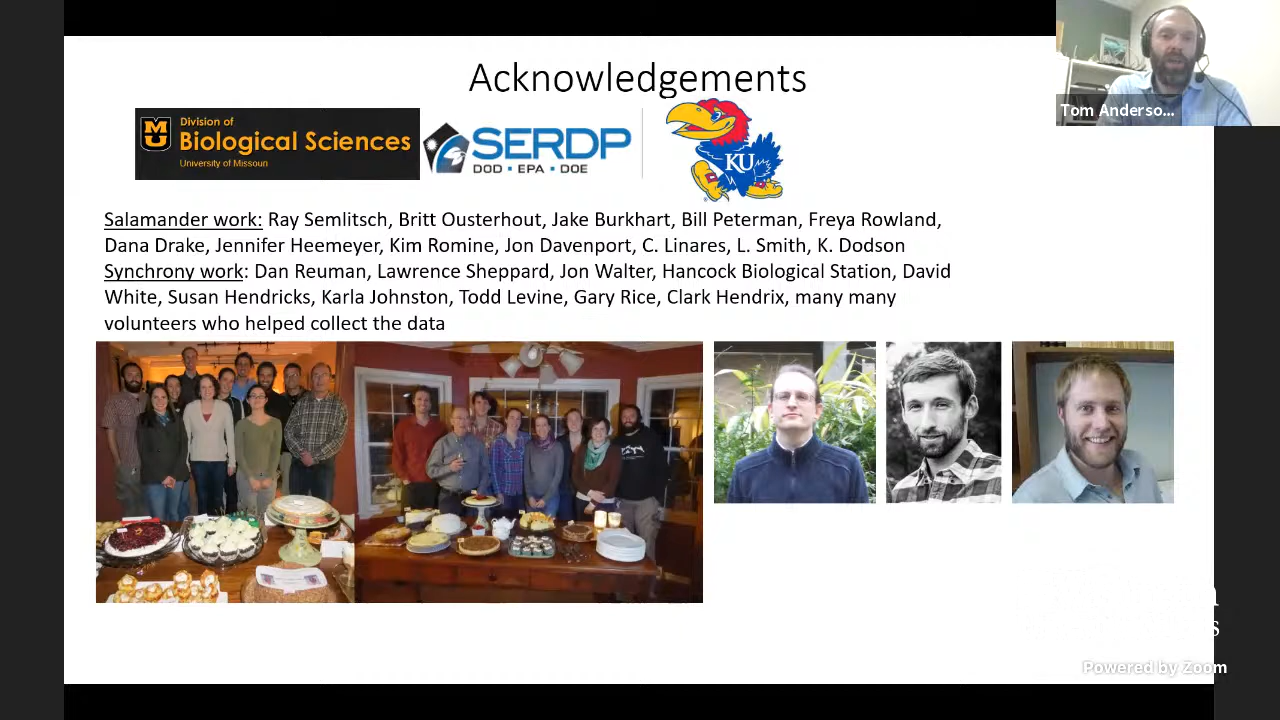 Acknowledgements
Tom Anderso...
MU
Division of
Biological Sciences
University of Missouri
SERDP
DOD • EPA • DOE
KU
Salamander work: Ray Semlitsch, Britt Ousterhout, Jake Burkhart, Bill Peterman, Freya Rowland,
Dana Drake, Jennifer Heemeyer, Kim Romine, Jon Davenport, C. Linares, L. Smith, K. Dodson
Synchrony work: Dan Reuman, Lawrence Sheppard, Jon Walter, Hancock Biological Station, David
White, Susan Hendricks, Karla Johnston, Todd Levine, Gary Rice, Clark Hendrix, many many
volunteers who helped collect the data
Powered by Zoom